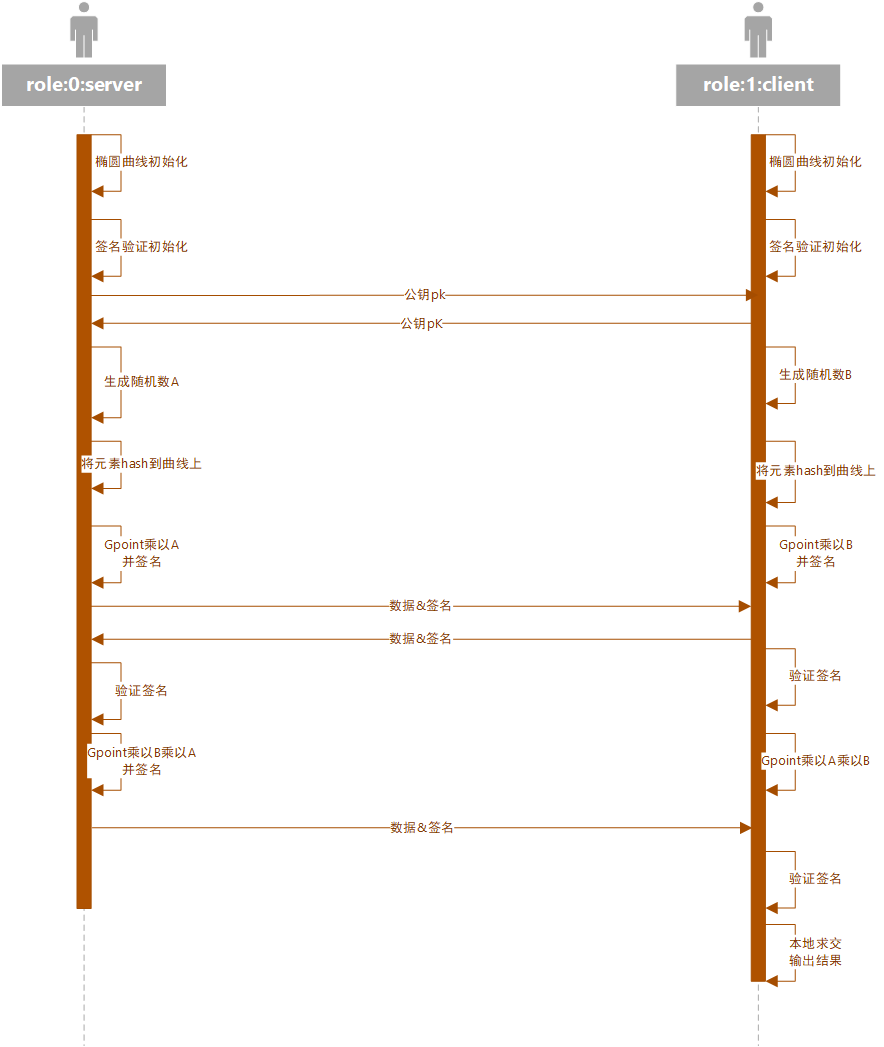 role:0:server
role:1:client
椭圆曲线初始化
椭圆曲线初始化
签名验证初始化
签名验证初始化
公钥pk
公钥pK
生成随机数A
生成随机数B
将元素hash到曲线上
将元素hash到曲线上
Gpoint乘以A
并签名
Gpoint乘以B
并签名
数据&签名
数据&签名
验证签名
验证签名
Gpoint乘以B乘以A
并签名
Gpoint乘以A乘以B
数据&签名
验证签名
本地求交
输出结果